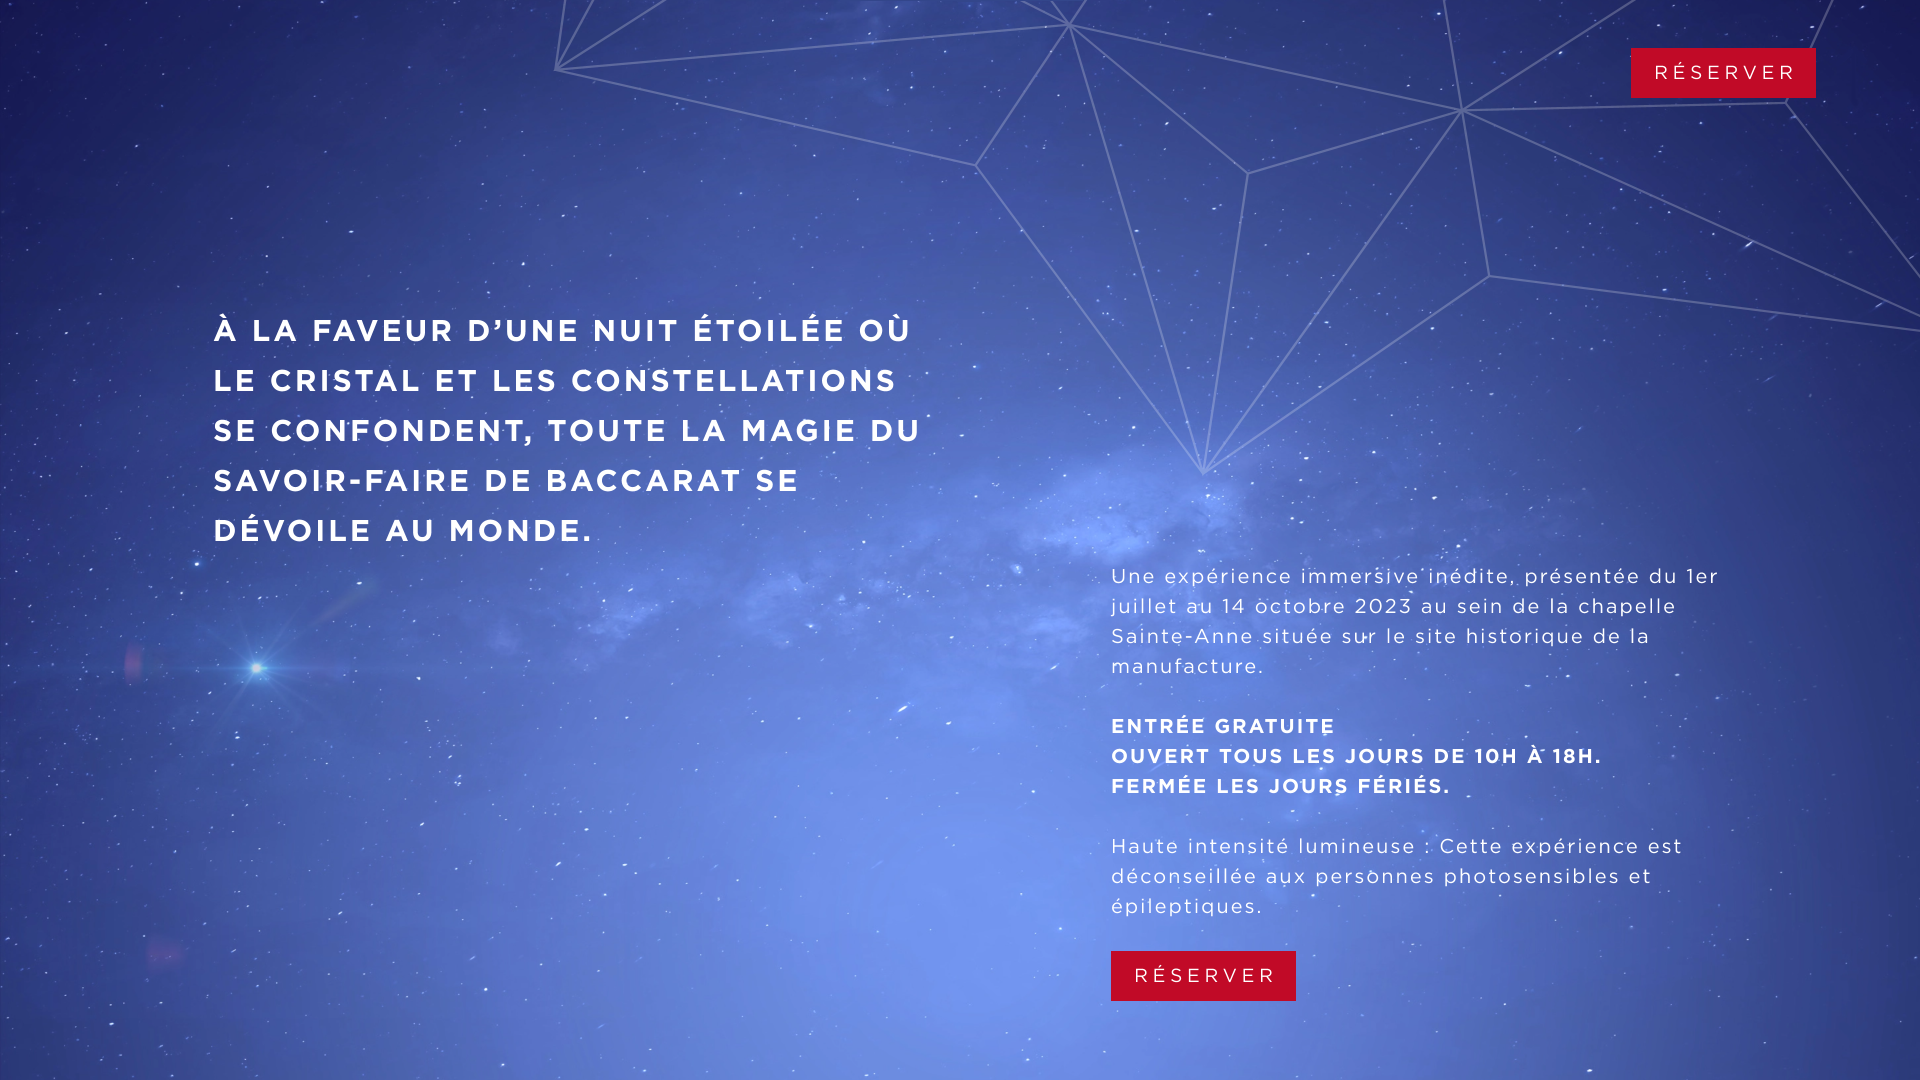 RÉSERVER
À LA FAVEUR D’UNE NUIT ÉTOILÉE OÙ
LE CRISTAL ET LES CONSTELLATIONS
SE CONFONDENT, TOUTE LA MAGIE DU
SAVOIR-FAIRE DE BACCARAT SE
DÉVOILE AU MONDE.
Une expérience immersive inédite, présentée du 1er
juillet au 14 octobre 2023 au sein de la chapelle
Sainte-Anne située sur le site historique de la
manufacture.
ENTRÉE GRATUITE
OUVERT TOUS LES JOURS DE 10H À 18H.
FERMÉE LES JOURS FÉRIÉS.
Haute intensité lumineuse : Cette expérience est
déconseillée aux personnes photosensibles et
épileptiques.
RÉSERVER